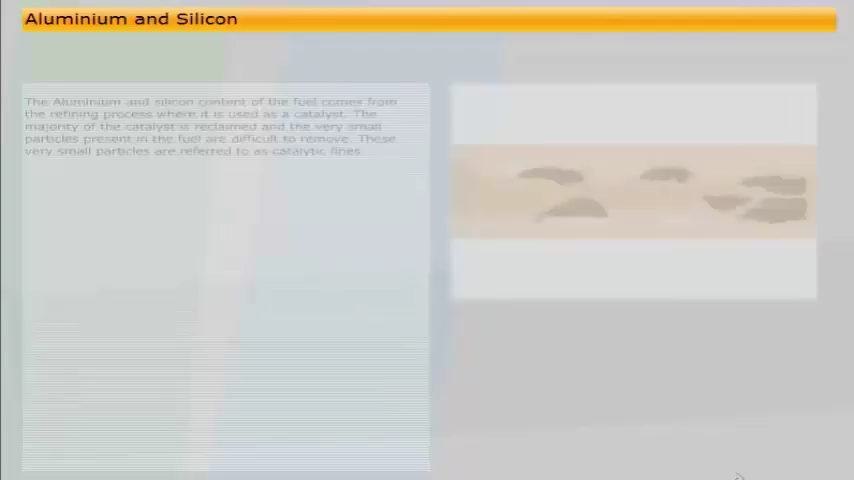 Aluminium and Silicon
The Aluminium and silicon content of the fuel comes from
the refining process where it is used as a catalyst. The
majority of the catalyst is reclaimed and the very small
particles present in the fuel are difficult to remove. These
very small particles are referred to as catalytic fines.